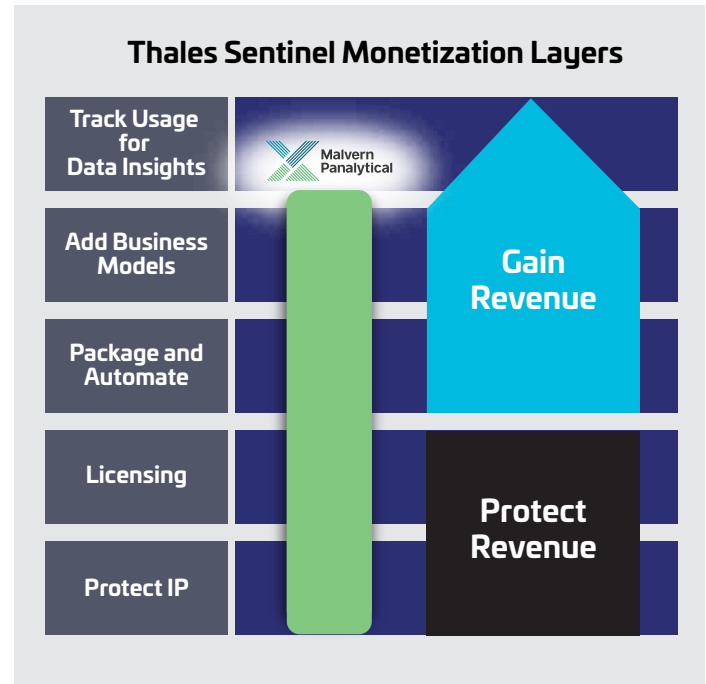 Thales Sentinel Monetization Layers
Track Usage
for
Data Insights
Malvern
Panalytical
Add Business
Models
Gain
Revenue
Package and
Automate
Licensing
Protect
Revenue
Protect IP